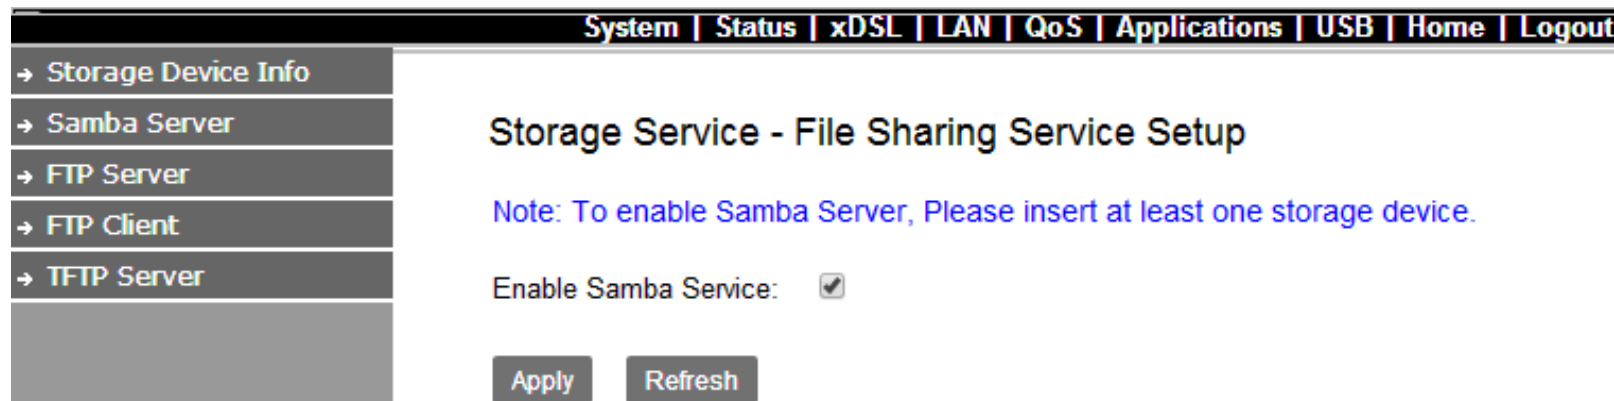 System | Status | xDSL | LAN | QoS | Applications | USB | Home | Logout
Storage Device Info
Samba Server
FTP Server
FTP Client
TFTP Server
Storage Service - File Sharing Service Setup
Note: To enable Samba Server, Please insert at least one storage device.
Enable Samba Service:
Apply Refresh